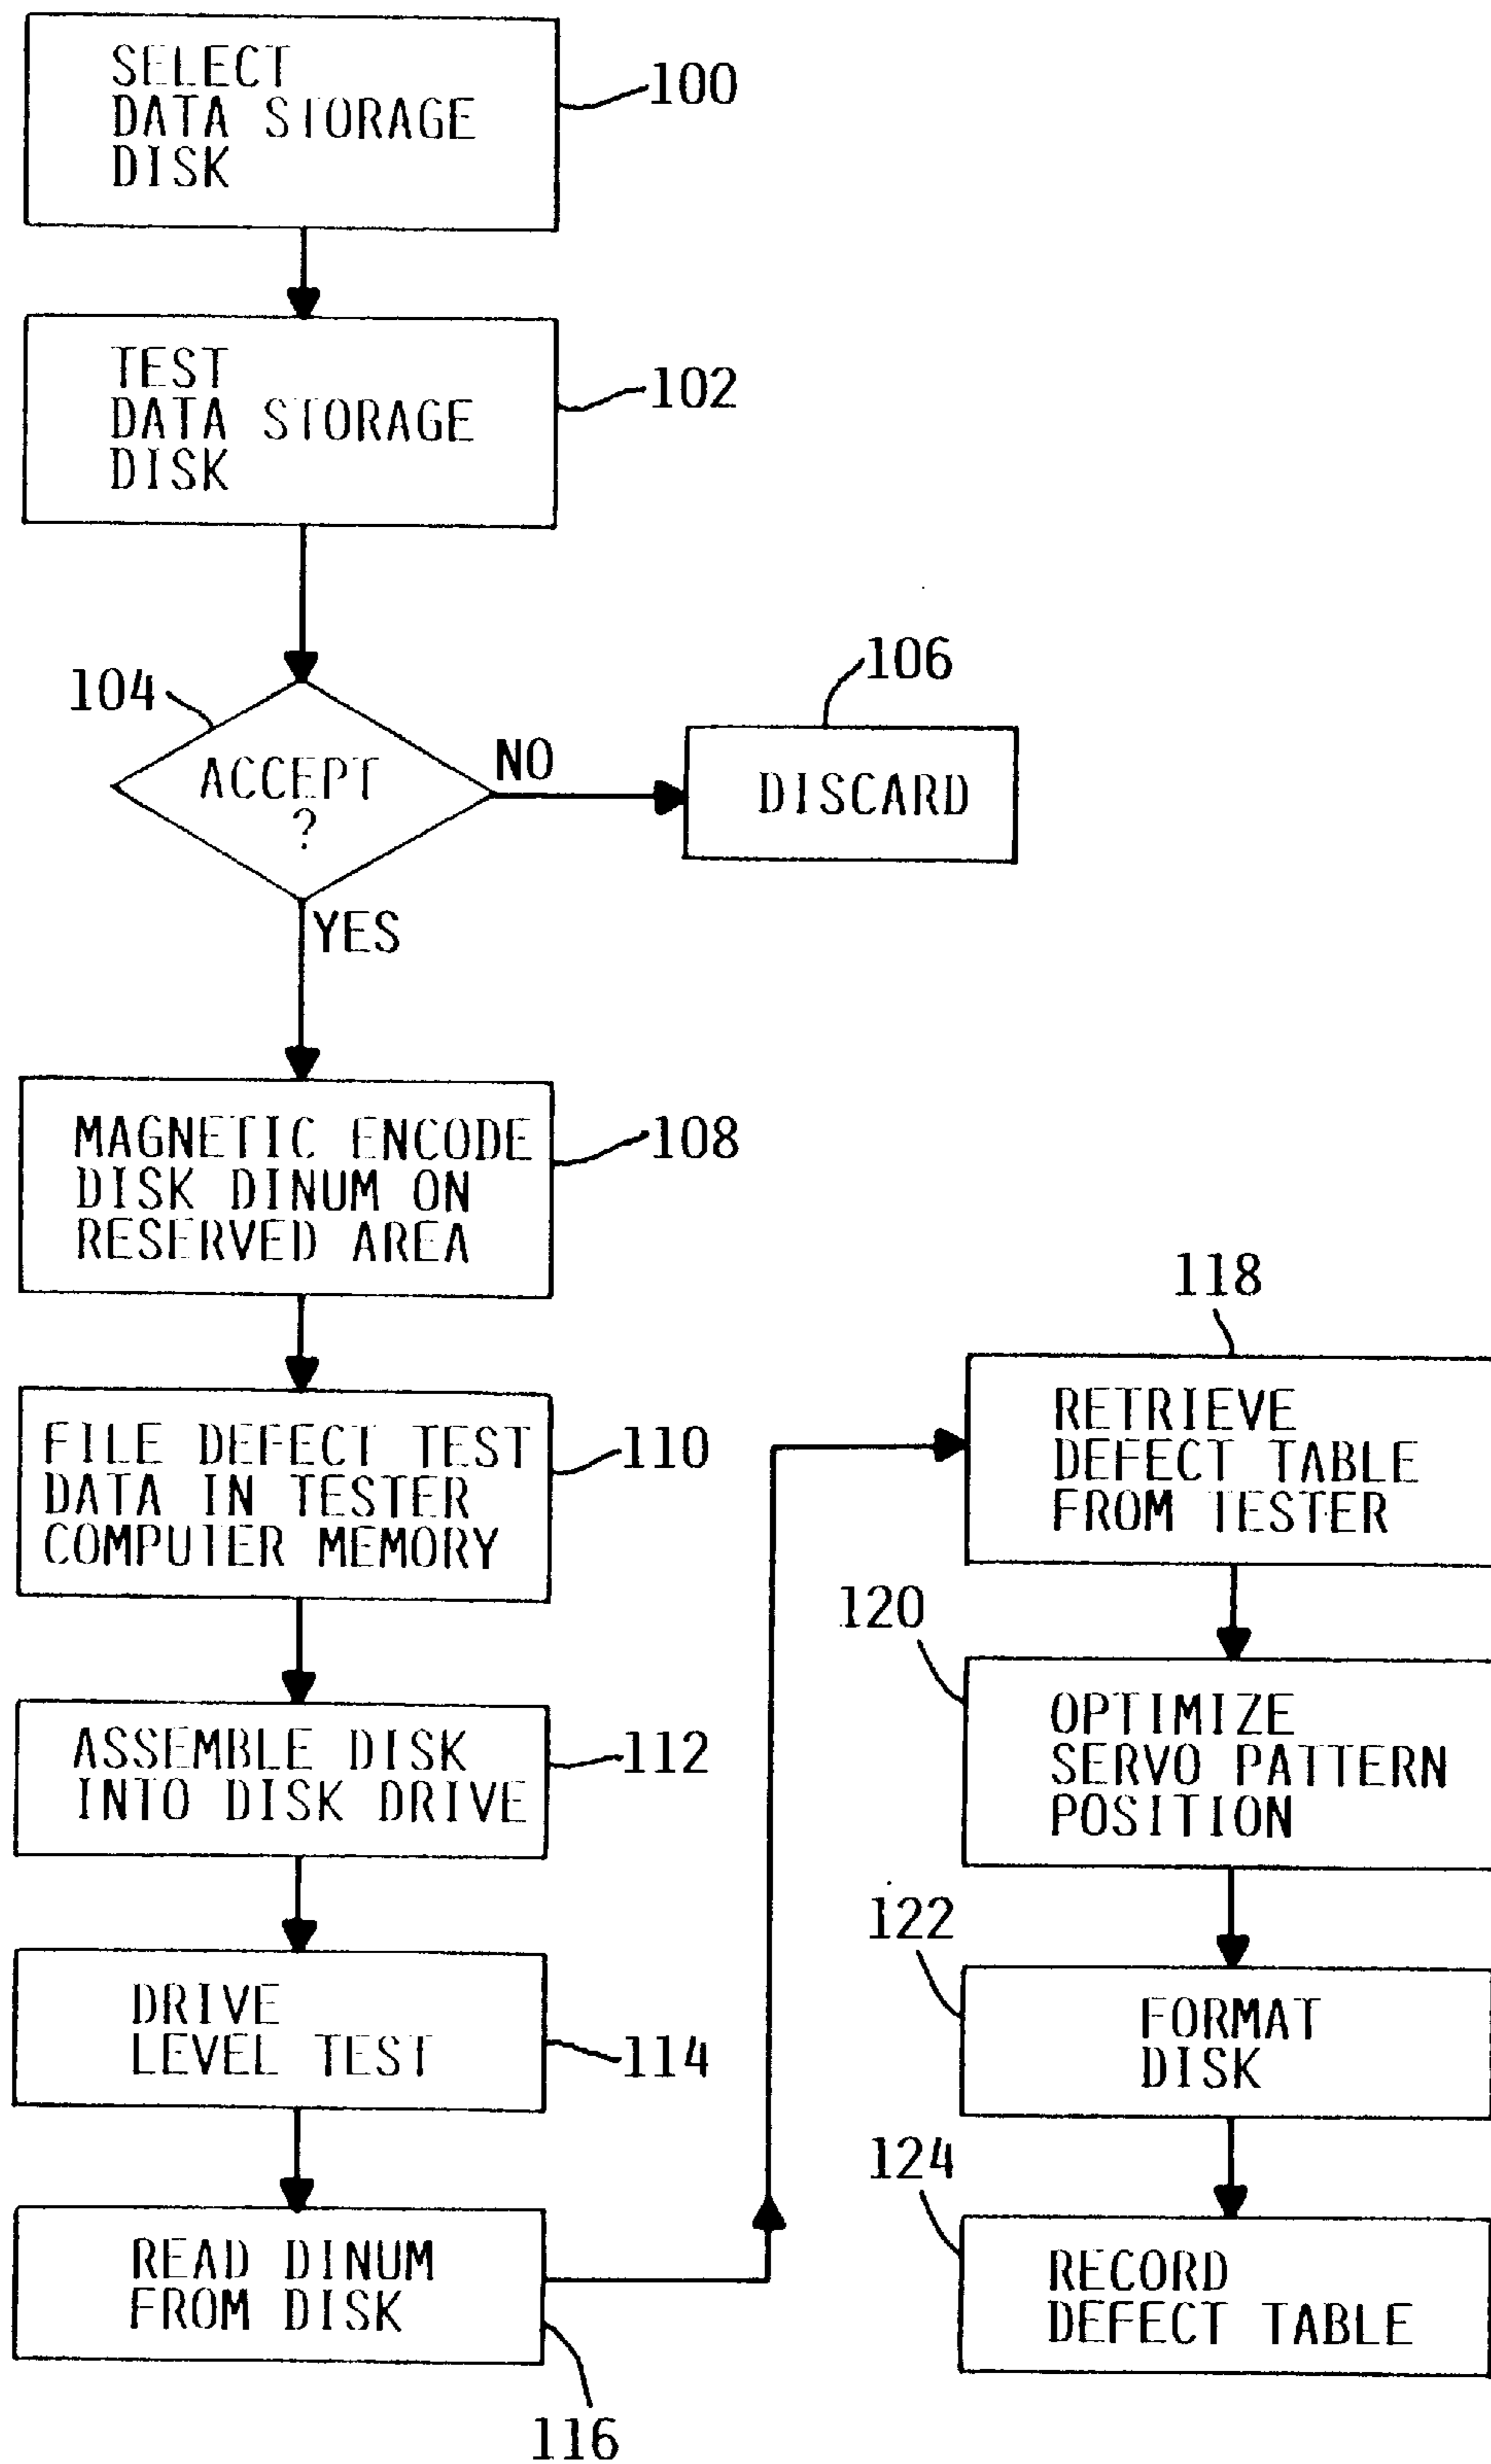 SELECT
DATA STORAGE
DISK
100
TEST
DATA STORAGE
DISK
102
104
ACCEPT
?
NO
106
DISCARD
YES
MAGNETIC ENCODE
DISK DINUM ON
RESERVED AREA
108
FILE DEFECT TEST
DATA IN TESTER
COMPUTER MEMORY
110
ASSEMBLE DISK
INTO DISK DRIVE
112
DRIVE
LEVEL TEST
114
READ DINUM
FROM DISK
116
118
RETRIEVE
DEFECT TABLE
FROM TESTER
120
OPTIMIZE
SERVO PATTERN
POSITION
122
FORMAT
DISK
124
RECORD
DEFECT TABLE